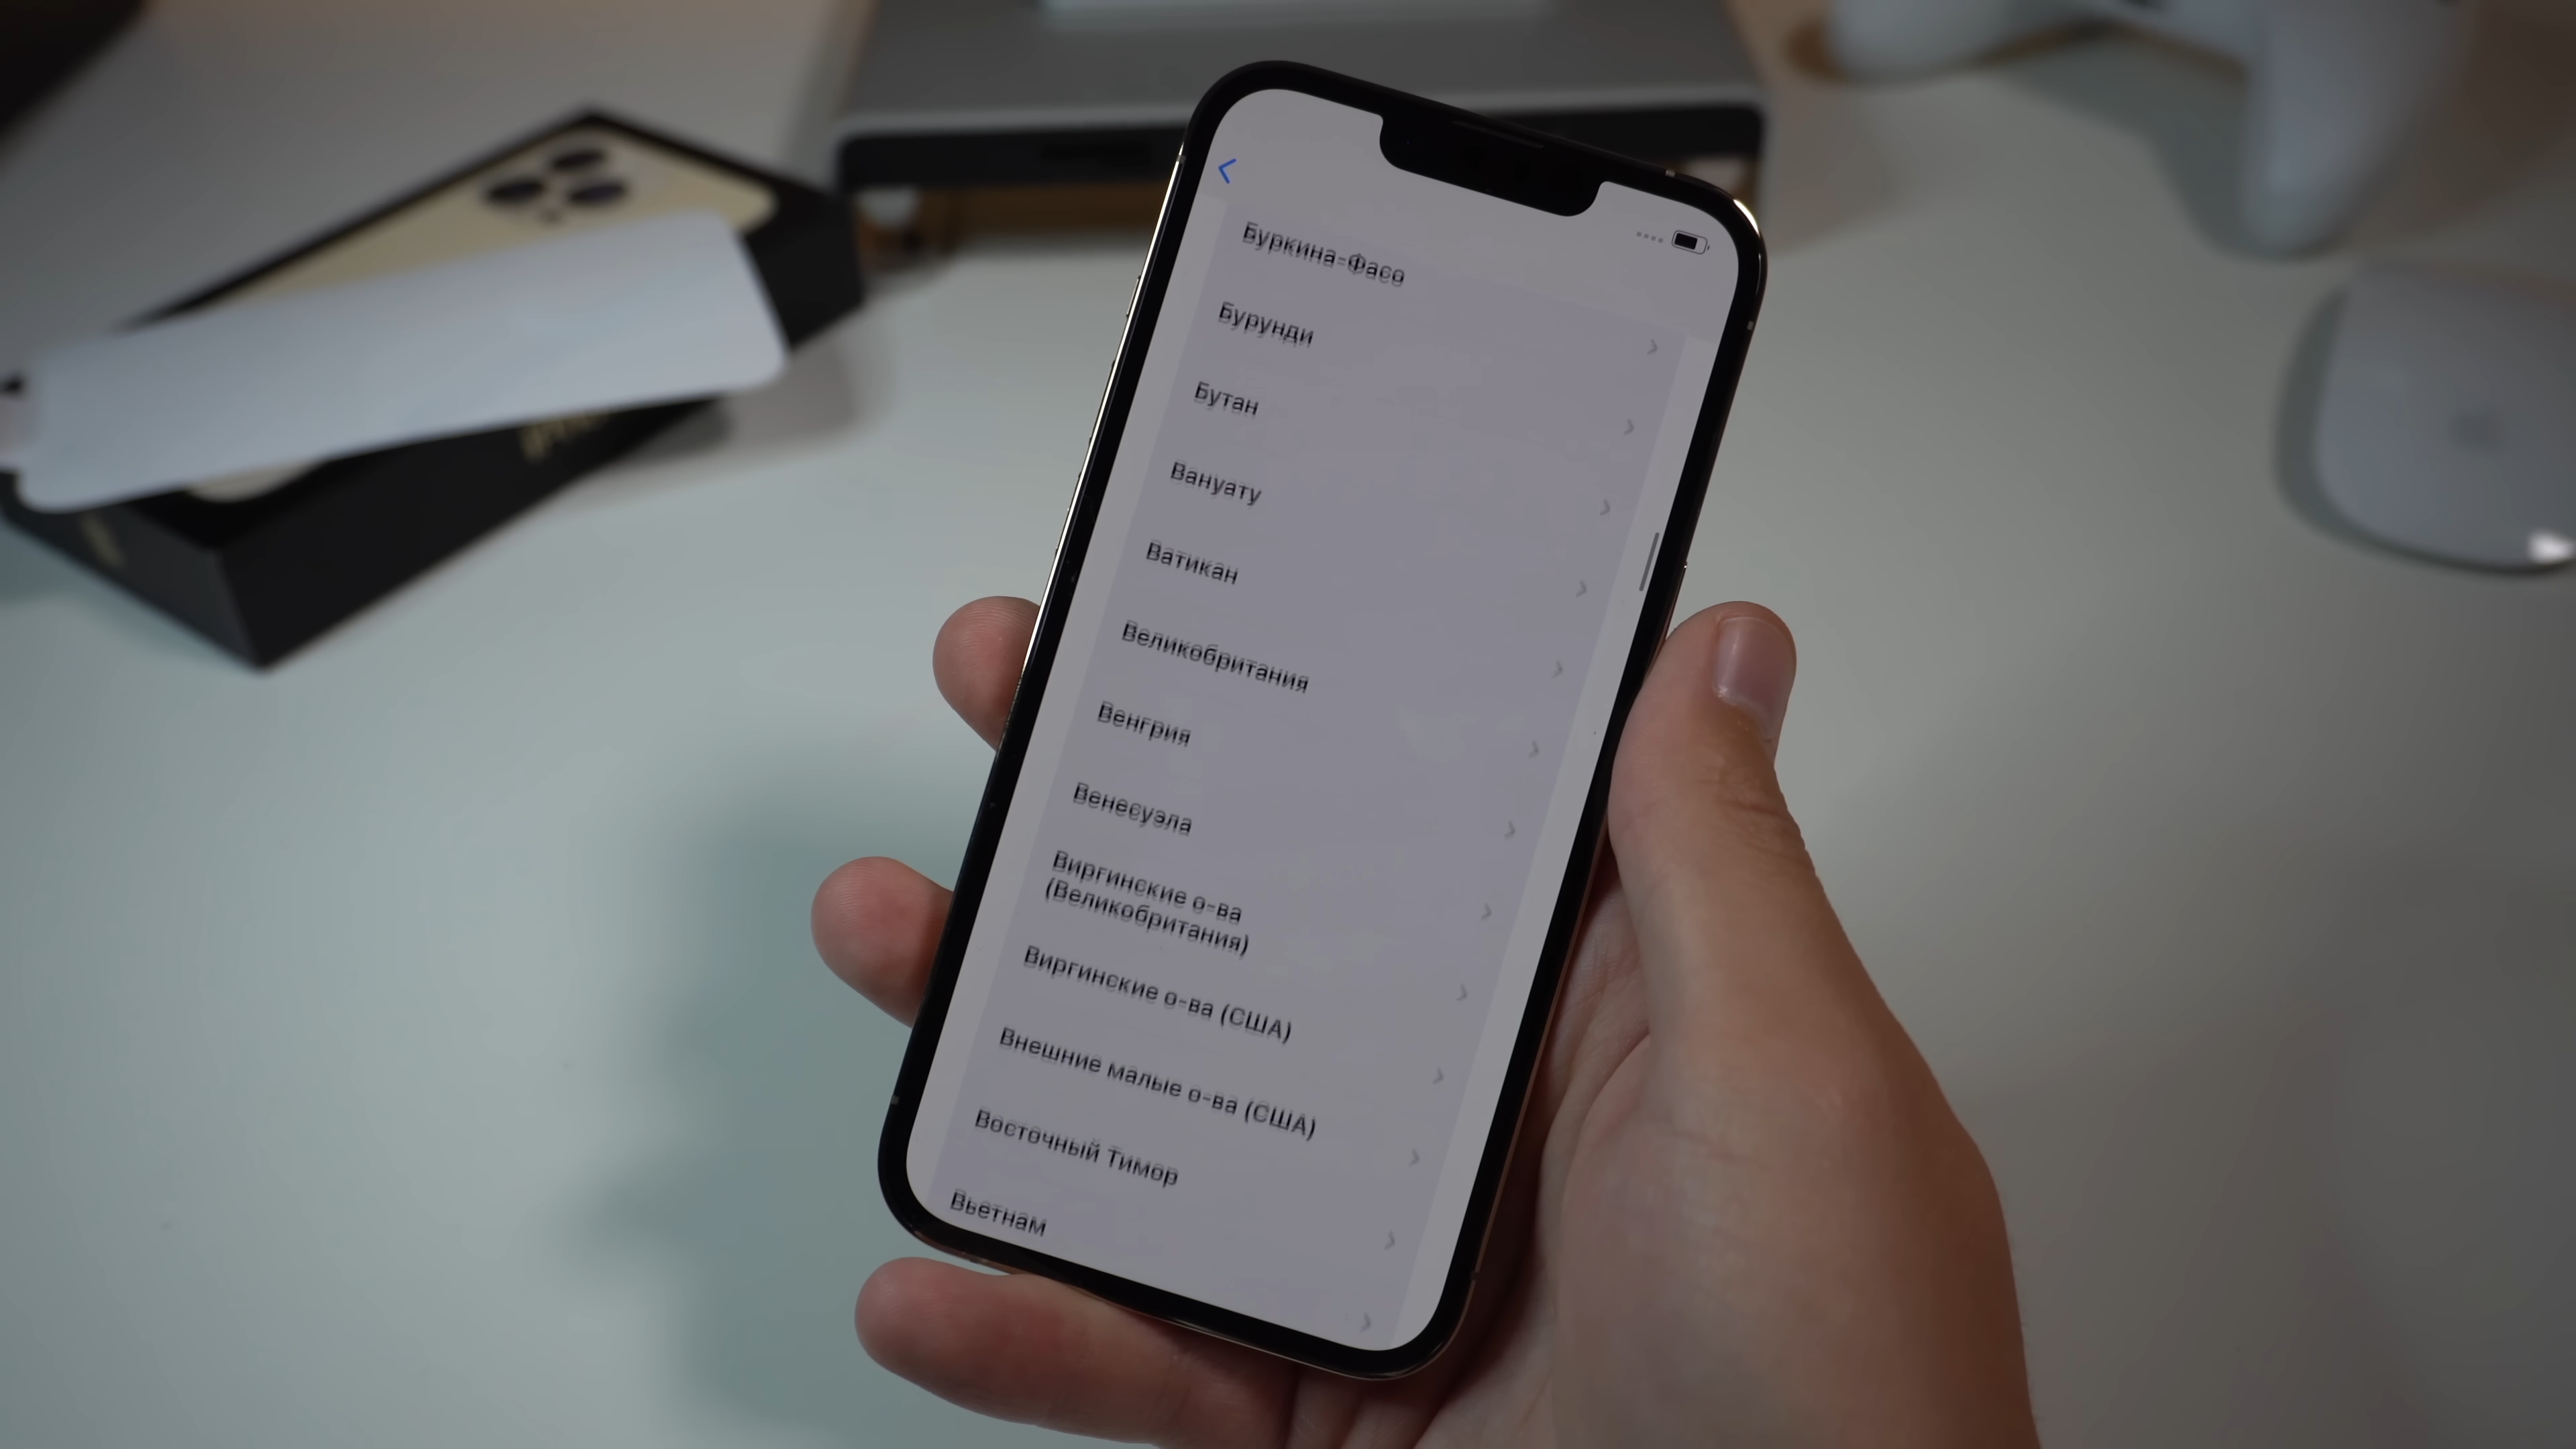 Буркина-Фасо
Бурунди
Бутан
Вануату
Ватикан
Великобритания
Венгрия
Венесуэла
Виргинские о-ва
(Великобритания)
Виргинские о-ва (США)
Внешние малые о-ва (США)
Восточный Тимор
Вьетнам